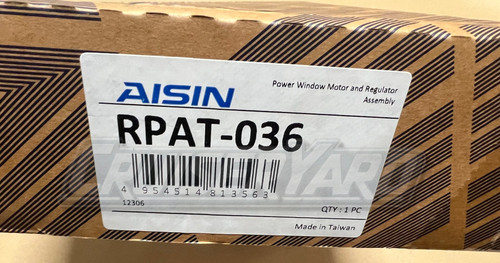 AISIN
Power Window Motor and Regulator
Assembly
RPAT-036
4 954514 813563
12306
QTY : 1 PC
Made in Taiwan